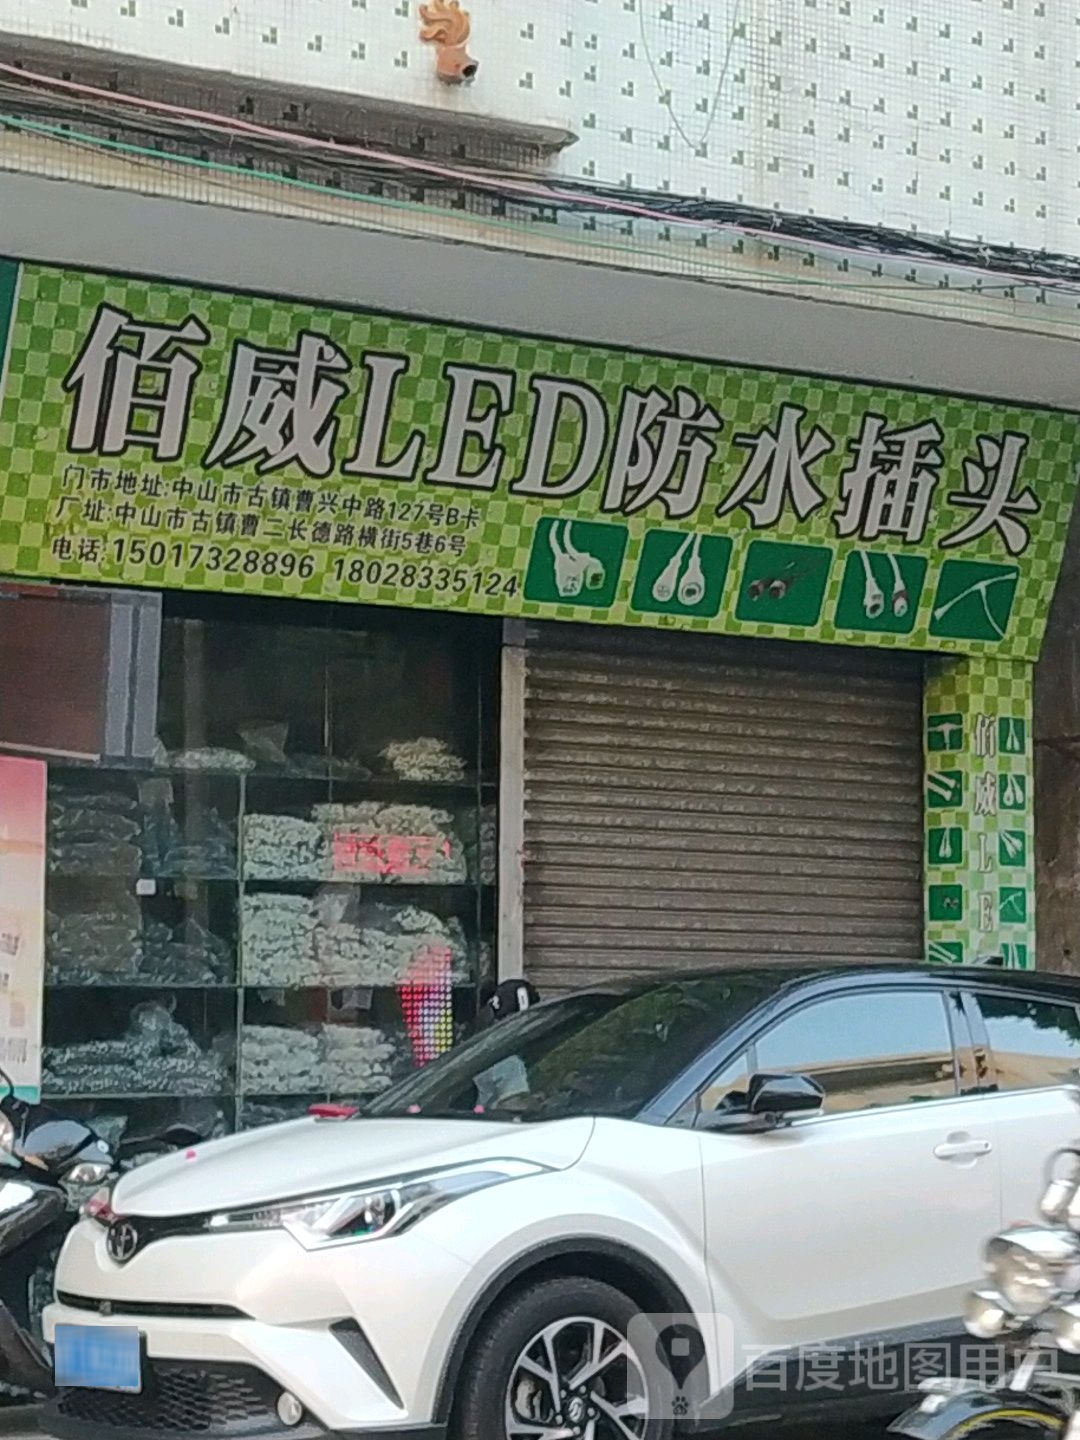 佰威LED防水插头
门市地址:中山市古镇曹兴中路127号B卡
厂址:中山市古镇曹二长德路横街5巷6号
电话:15017328896 18028335124
佰威LE
百度地图用户